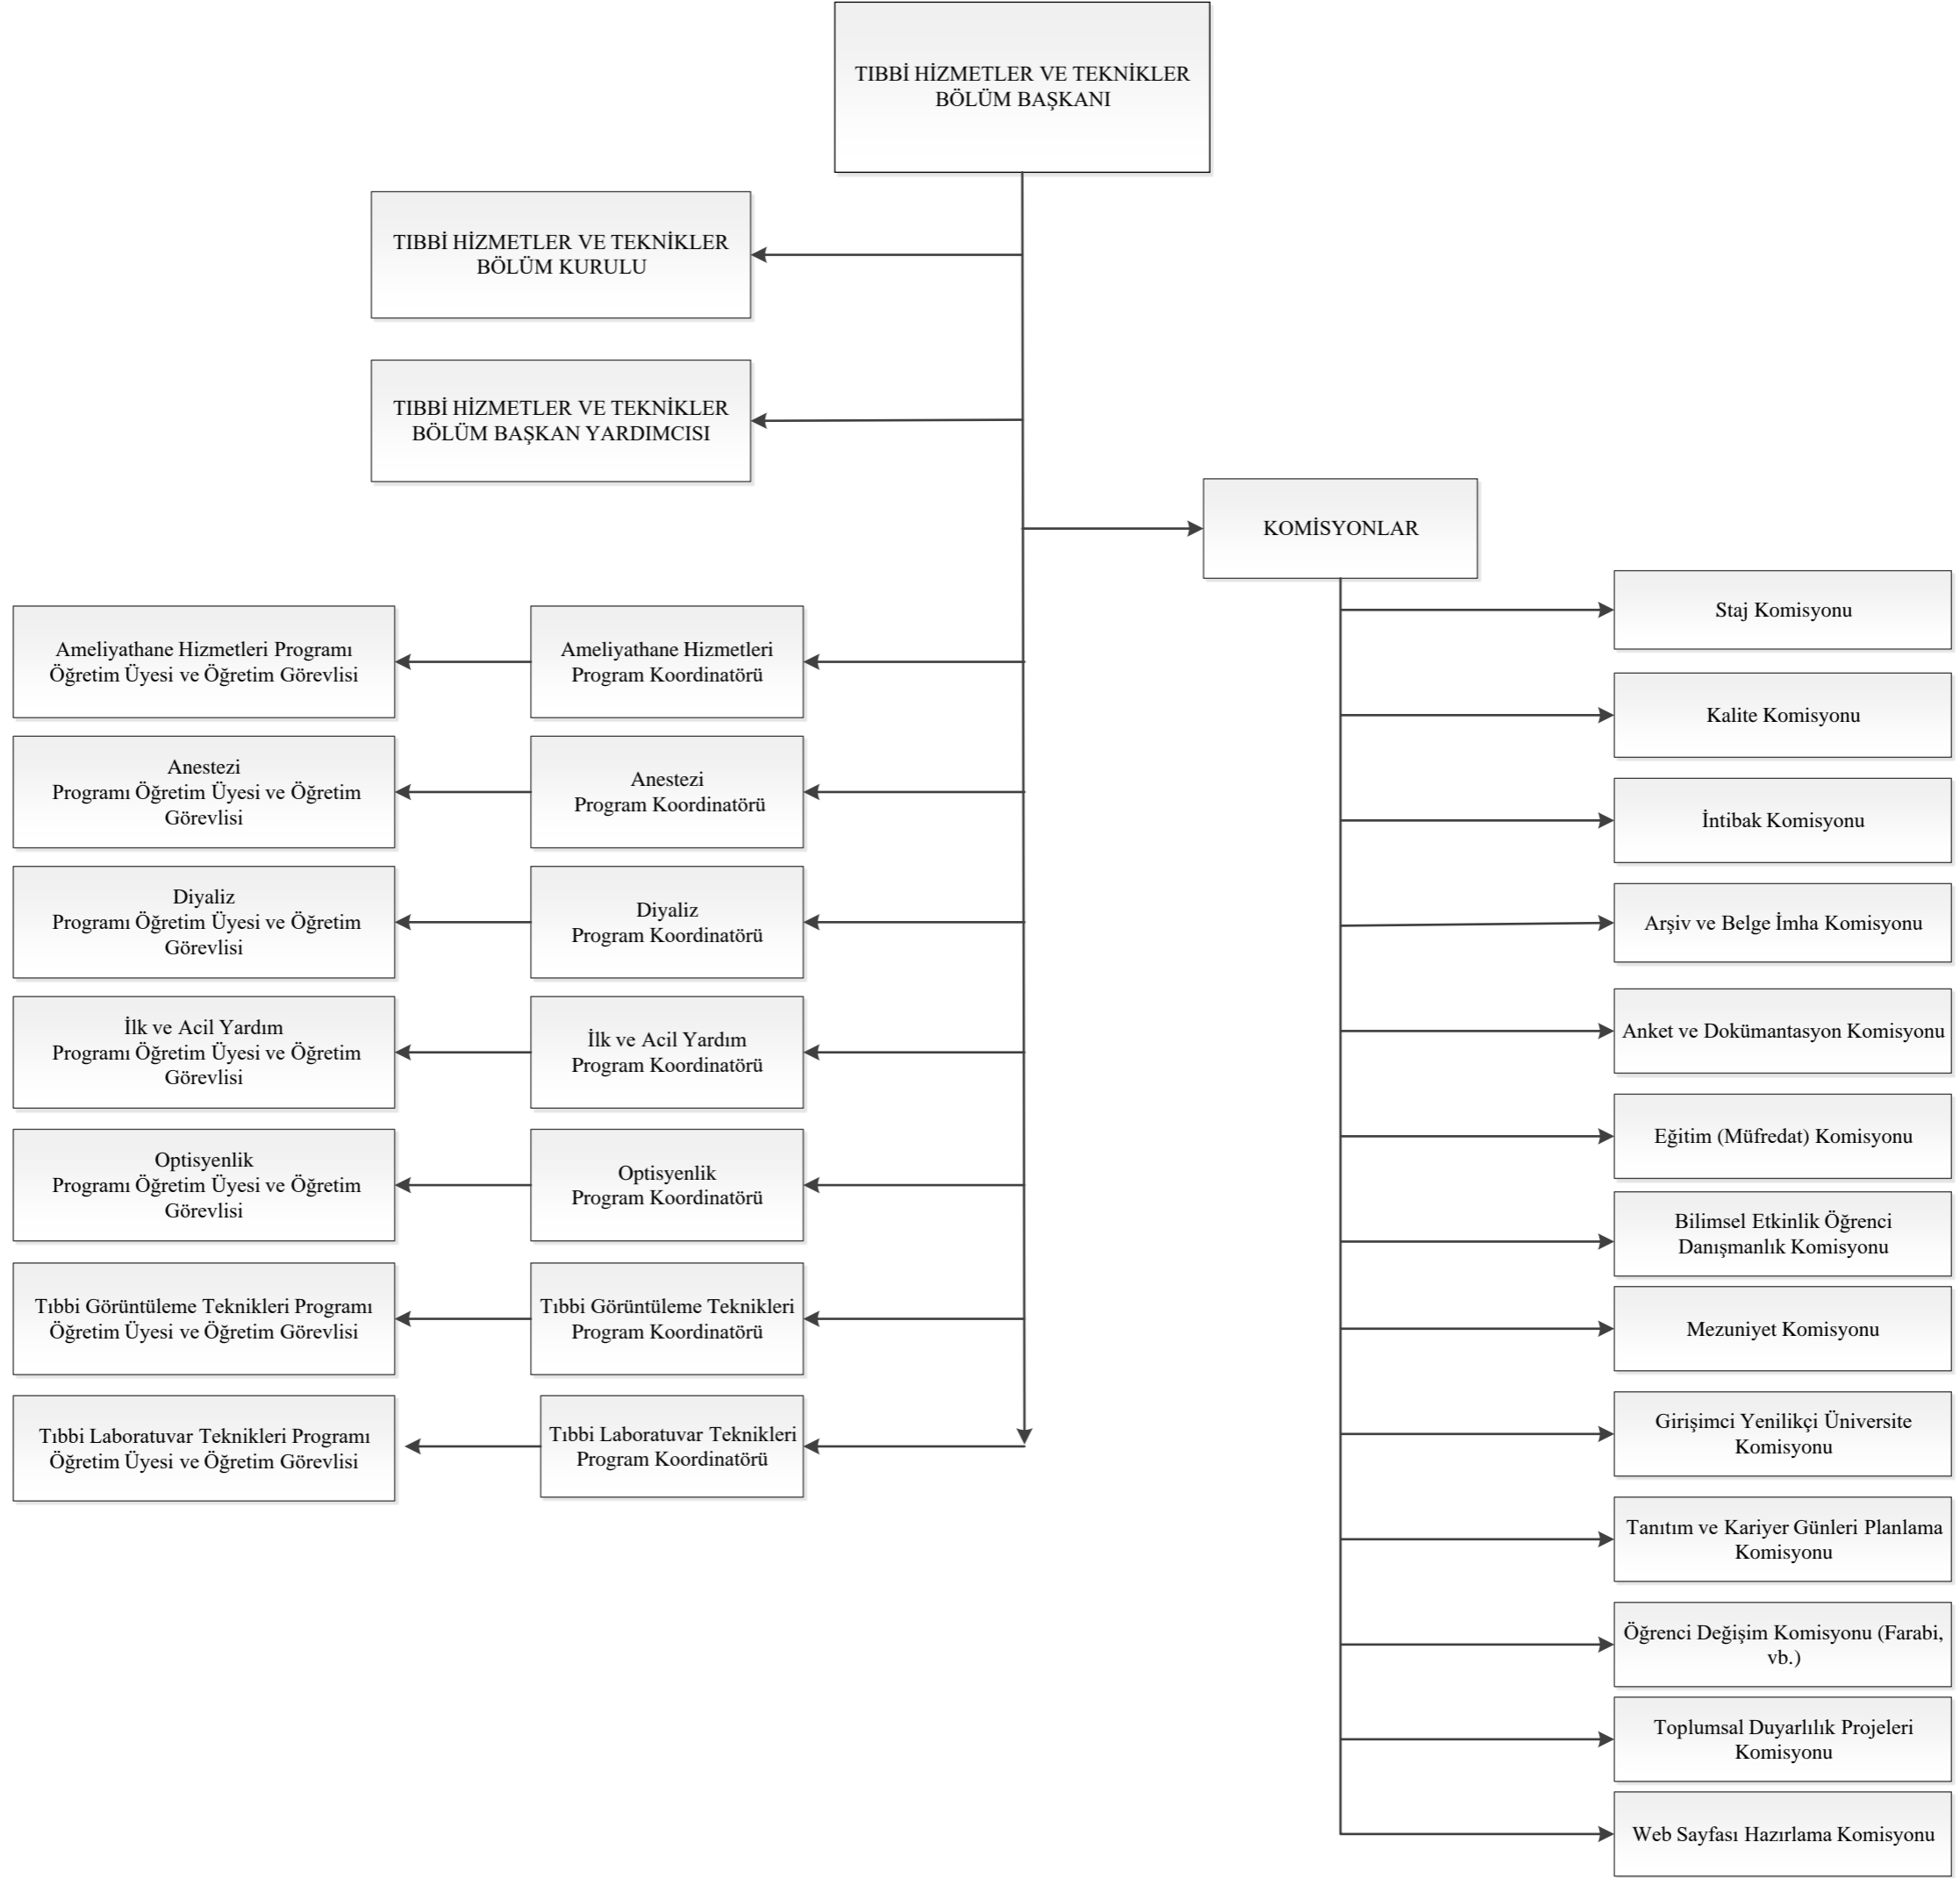 TIBBİ HİZMETLER VE TEKNİKLER
BÖLÜM BAŞKANI
TIBBİ HİZMETLER VE TEKNİKLER
BÖLÜM KURULU
TIBBİ HİZMETLER VE TEKNİKLER
BÖLÜM BAŞKAN YARDIMCISI
KOMİSYONLAR
Ameliyathane Hizmetleri Programı
Öğretim Üyesi ve Öğretim Görevlisi
Ameliyathane Hizmetleri
Program Koordinatörü
Anestezi
Programı Öğretim Üyesi ve Öğretim
Görevlisi
Anestezi
Program Koordinatörü
Diyaliz
Programı Öğretim Üyesi ve Öğretim
Görevlisi
Diyaliz
Program Koordinatörü
İlk ve Acil Yardım
Programı Öğretim Üyesi ve Öğretim
Görevlisi
İlk ve Acil Yardım
Program Koordinatörü
Optisyenlik
Programı Öğretim Üyesi ve Öğretim
Görevlisi
Optisyenlik
Program Koordinatörü
Tıbbi Görüntüleme Teknikleri Programı
Öğretim Üyesi ve Öğretim Görevlisi
Tıbbi Görüntüleme Teknikleri
Program Koordinatörü
Tıbbi Laboratuvar Teknikleri Programı
Öğretim Üyesi ve Öğretim Görevlisi
Tıbbi Laboratuvar Teknikleri
Program Koordinatörü
Staj Komisyonu
Kalite Komisyonu
İntibak Komisyonu
Arşiv ve Belge İmha Komisyonu
Anket ve Dokümantasyon Komisyonu
Eğitim (Müfredat) Komisyonu
Bilimsel Etkinlik Öğrenci
Danışmanlık Komisyonu
Mezuniyet Komisyonu
Girişimci Yenilikçi Üniversite
Komisyonu
Tanıtım ve Kariyer Günleri Planlama
Komisyonu
Öğrenci Değişim Komisyonu (Farabi,
vb.)
Toplumsal Duyarlılık Projeleri
Komisyonu
Web Sayfası Hazırlama Komisyonu